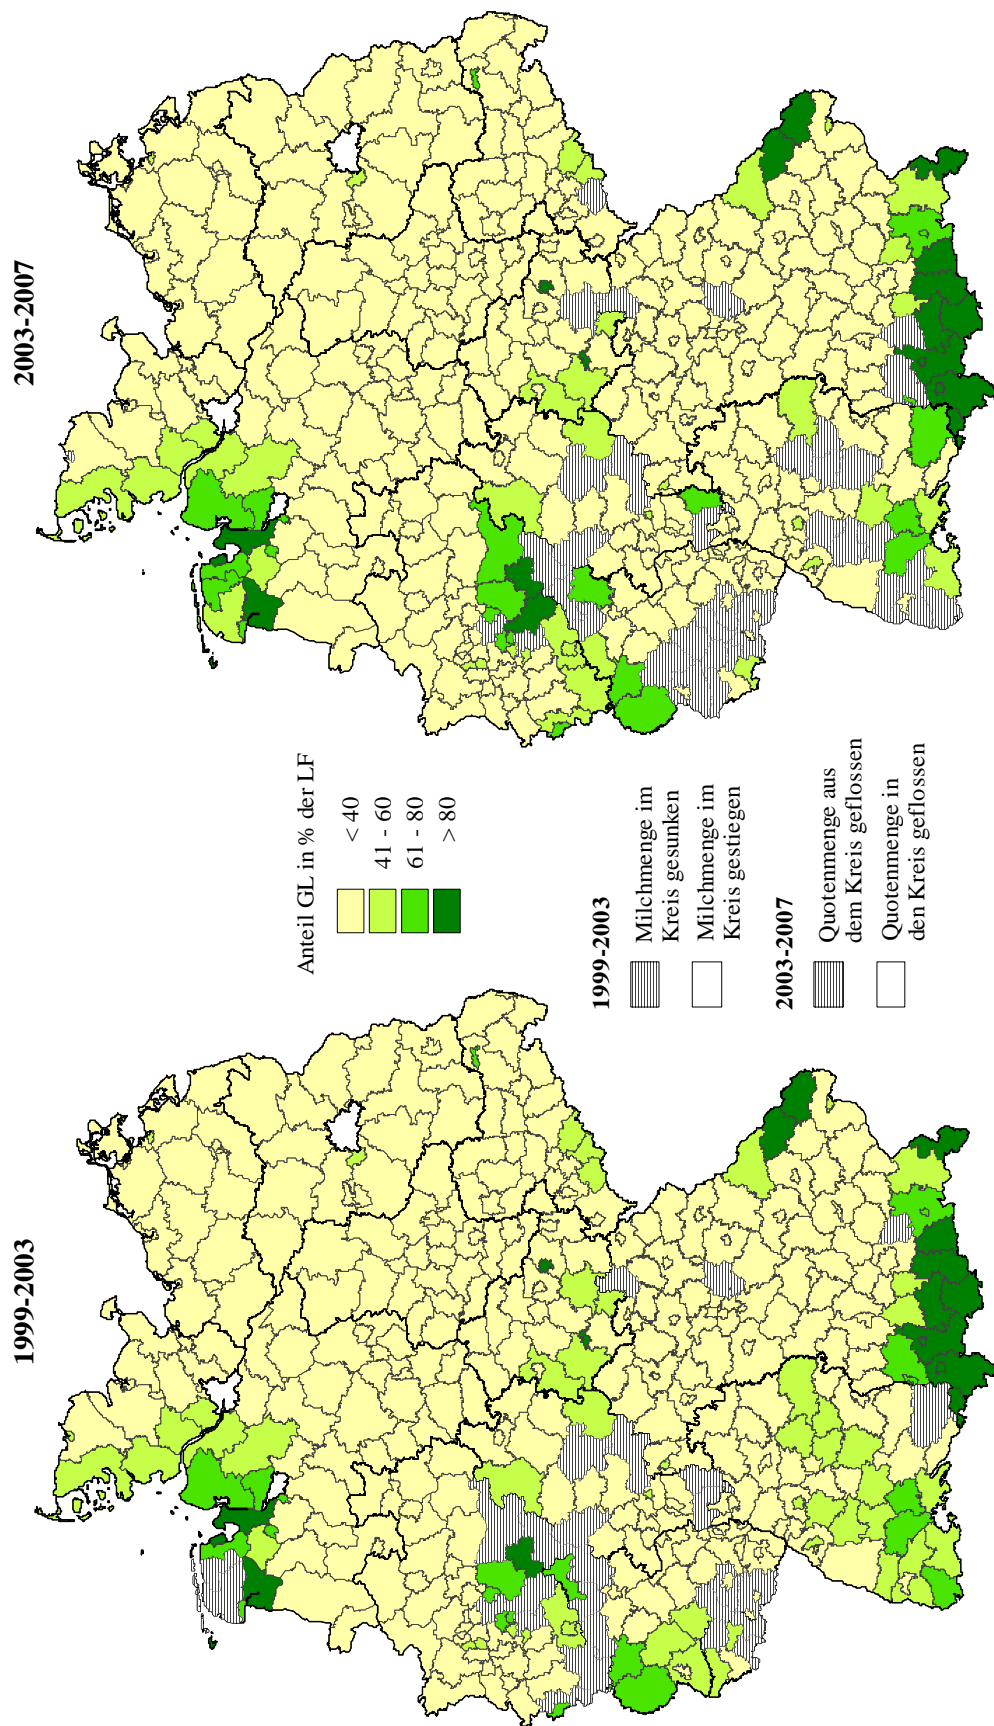 1999-2003
2003-2007
Anteil GL in % der LF
< 40
41 - 60
61 - 80
> 80
1999-2003
Milchmenge im
Kreis gesunken
Milchmenge im
Kreis gestiegen
2003-2007
Quotenmenge aus
dem Kreis geflossen
Quotenmenge in
den Kreis geflossen